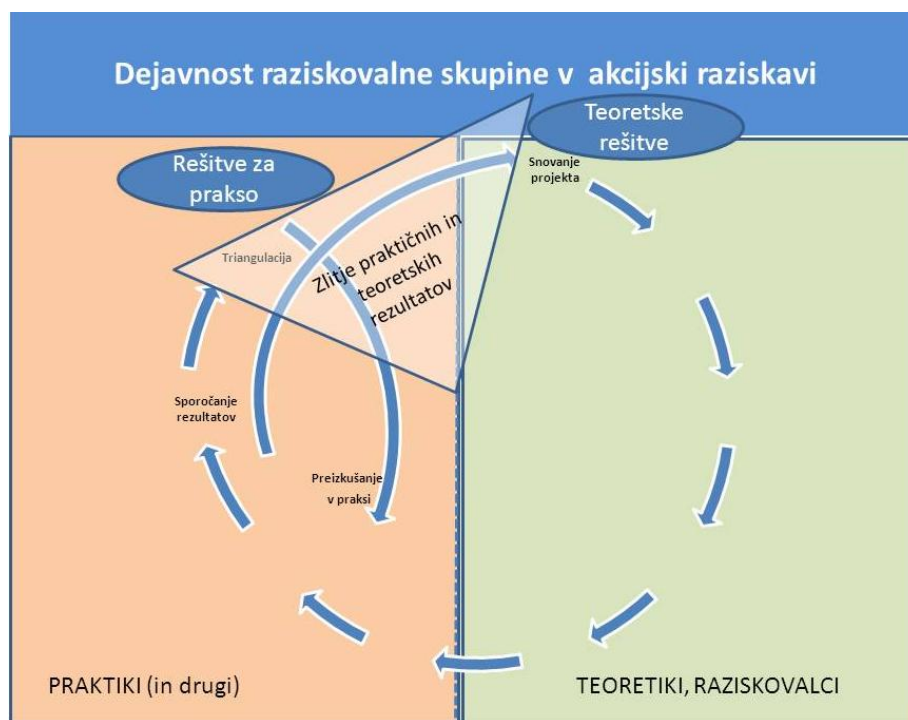 Dejavnost raziskovalne skupine v akcijski raziskavi
Teoretske
rešitve
Rešitve za
prakso
Snovanje
projekta
Triangulacija
Zlitje praktičnih in
teoretskih
rezultatov
Sporočanje
rezultatov
Preizkušanje
v praksi
PRAKTIKI (in drugi)
TEORETIKI, RAZISKOVALCI